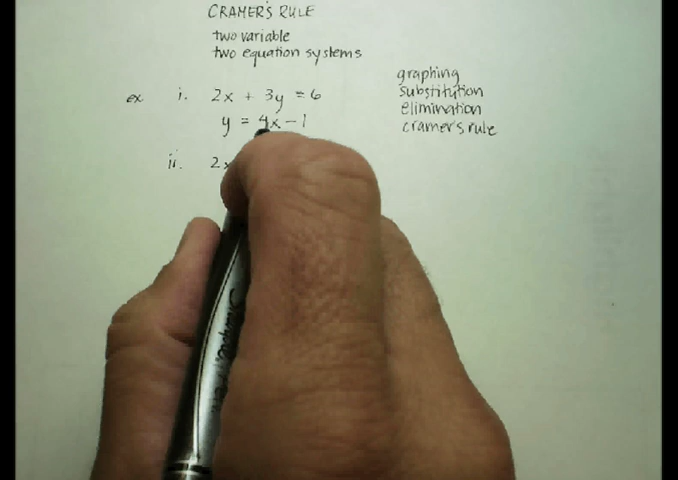 CRAMER'S RULE
two variable
two equation systems
graphing
substitution
elimination
cramer's rule
ex i. 2x + 3y = 6
y = 4x - 1
ii. 2x